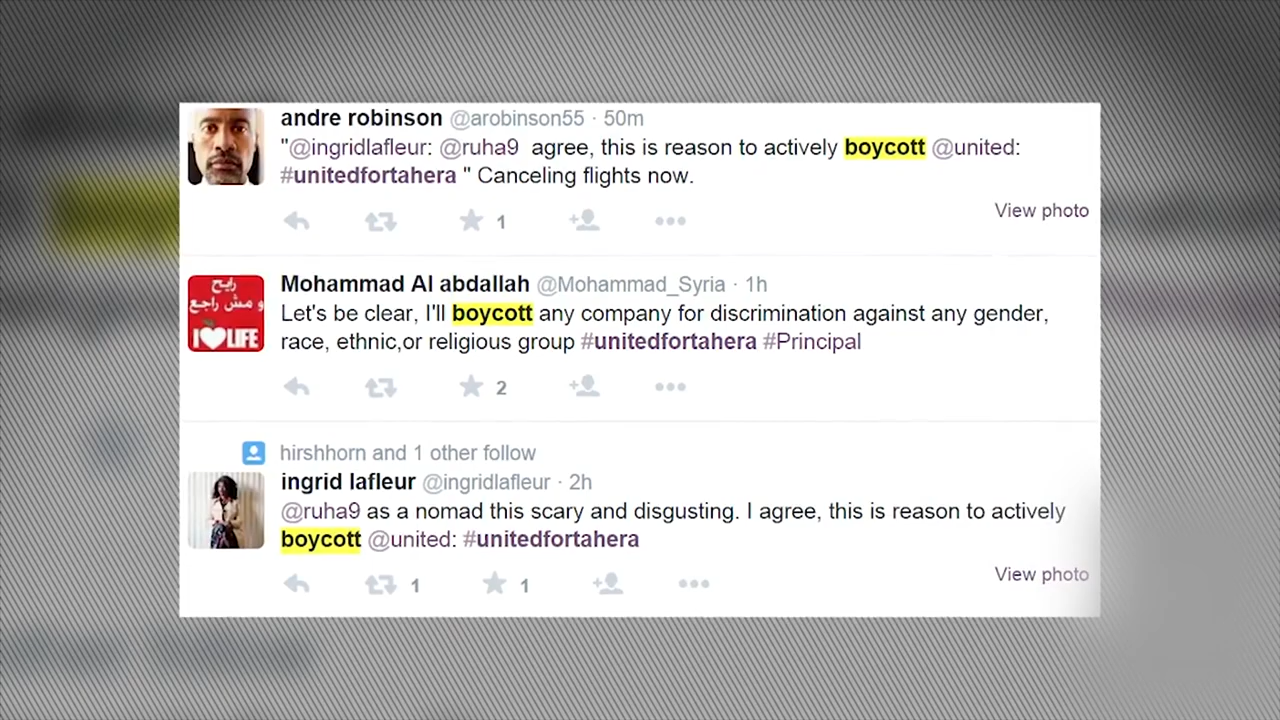 andre robinson @arobinson55 · 50m
"@ingridlafleur: @ruha9 agree, this is reason to actively boycott @united:
#unitedfortahera " Canceling flights now.
View photo
1
رايح
و مش راجع
I LIFE
Mohammad Al abdallah @Mohammad_Syria · 1h
Let's be clear, I'll boycott any company for discrimination against any gender,
race, ethnic,or religious group #unitedfortahera #Principal
2
hirshhorn and 1 other follow
ingrid lafleur @ingridlafleur · 2h
@ruha9 as a nomad this scary and disgusting. I agree, this is reason to actively
boycott @united: #unitedfortahera
View photo
1 1